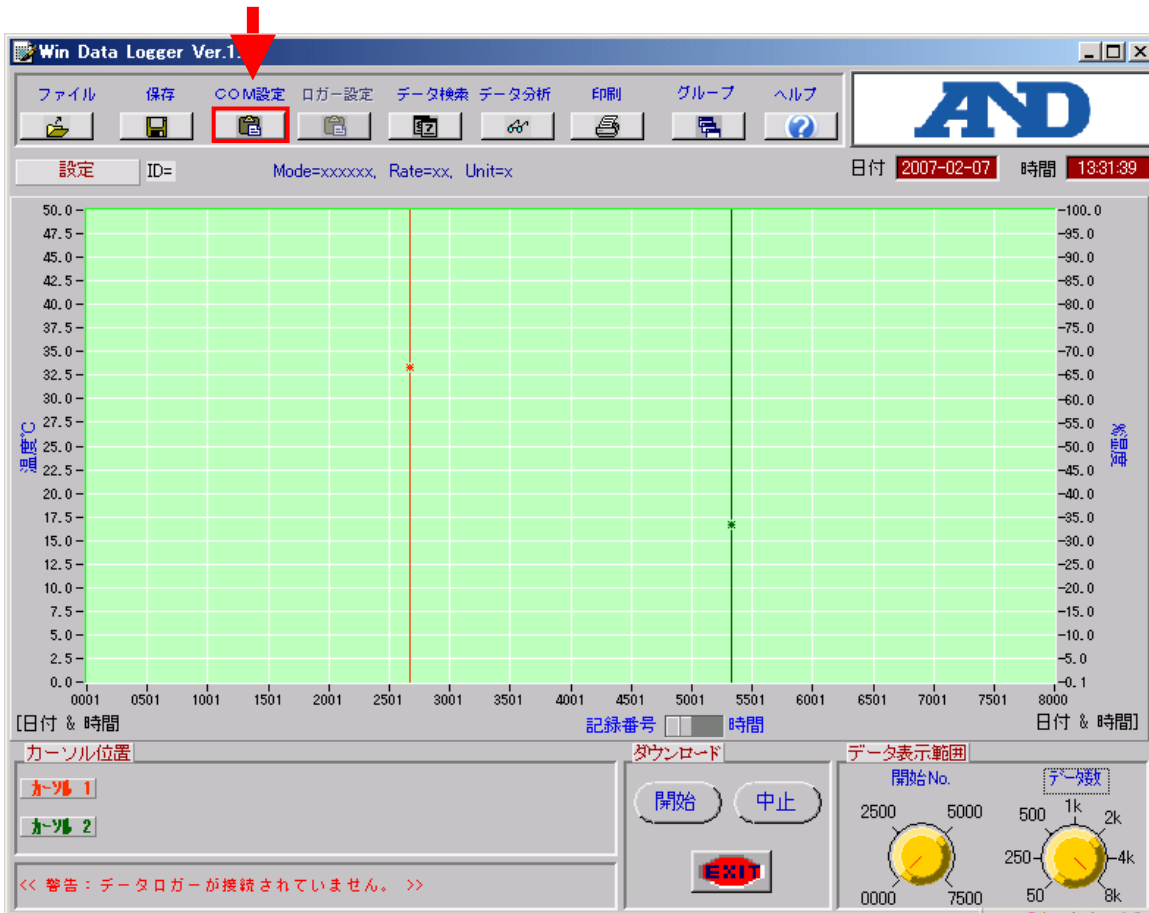 Win Data Logger Ver.1.
ファイル 保存 COM設定 ロガー設定 データ検索 データ分析 印刷 グループ ヘルプ
AND
設定 ID= Mode=xxxxxx, Rate=xx, Unit=x 日付 2007-02-07 時間 13:31:39
50.0 100.0
47.5 95.0
45.0 90.0
42.5 85.0
40.0 80.0
37.5 75.0
35.0 70.0
32.5 65.0
30.0 60.0
27.5 55.0
25.0 50.0
22.5 45.0
20.0 40.0
17.5 35.0
15.0 30.0
12.5 25.0
10.0 20.0
7.5 15.0
5.0 10.0
2.5 5.0
0.0 0.1
温度℃
%湿度
0001 0501 1001 1501 2001 2501 3001 3501 4001 4501 5001 5501 6001 6501 7001 7501 8000
[日付 & 時間 記録番号 時間 日付 & 時間]
カーソル位置
カーソル 1
カーソル 2
<< 警告：データロガーが接続されていません。 >>
ダウンロード
開始 中止
EXIT
データ表示範囲
開始No. データ数
2500 5000
0000 7500
500 1k 2k
250 4k
50 8k